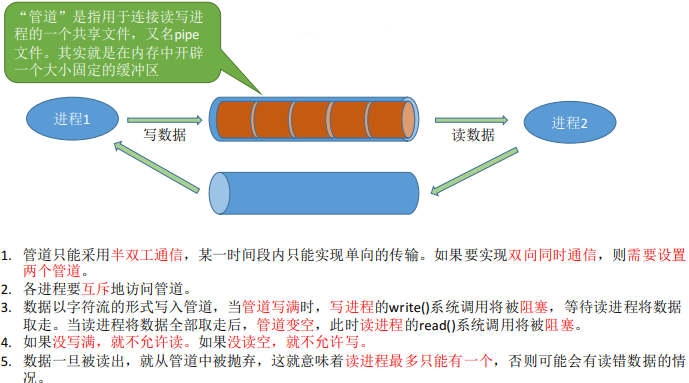 “管道”是指用于连接读写进
程的一个共享文件，又名pipe
文件。其实就是在内存中开辟
一个大小固定的缓冲区
进程1
写数据
读数据
进程2
1. 管道只能采用半双工通信，某一时间段内只能实现单向的传输。如果要实现双向同时通信，则需要设置
两个管道。
2. 各进程要互斥地访问管道。
3. 数据以字符流的形式写入管道，当管道写满时，写进程的write()系统调用将被阻塞，等待读进程将数据
取走。当读进程将数据全部取走后，管道变空，此时读进程的read()系统调用将被阻塞。
4. 如果没写满，就不允许读。如果没读空，就不允许写。
5. 数据一旦被读出，就从管道中被抛弃，这就意味着读进程最多只能有一个，否则可能会有读错数据的情
况。